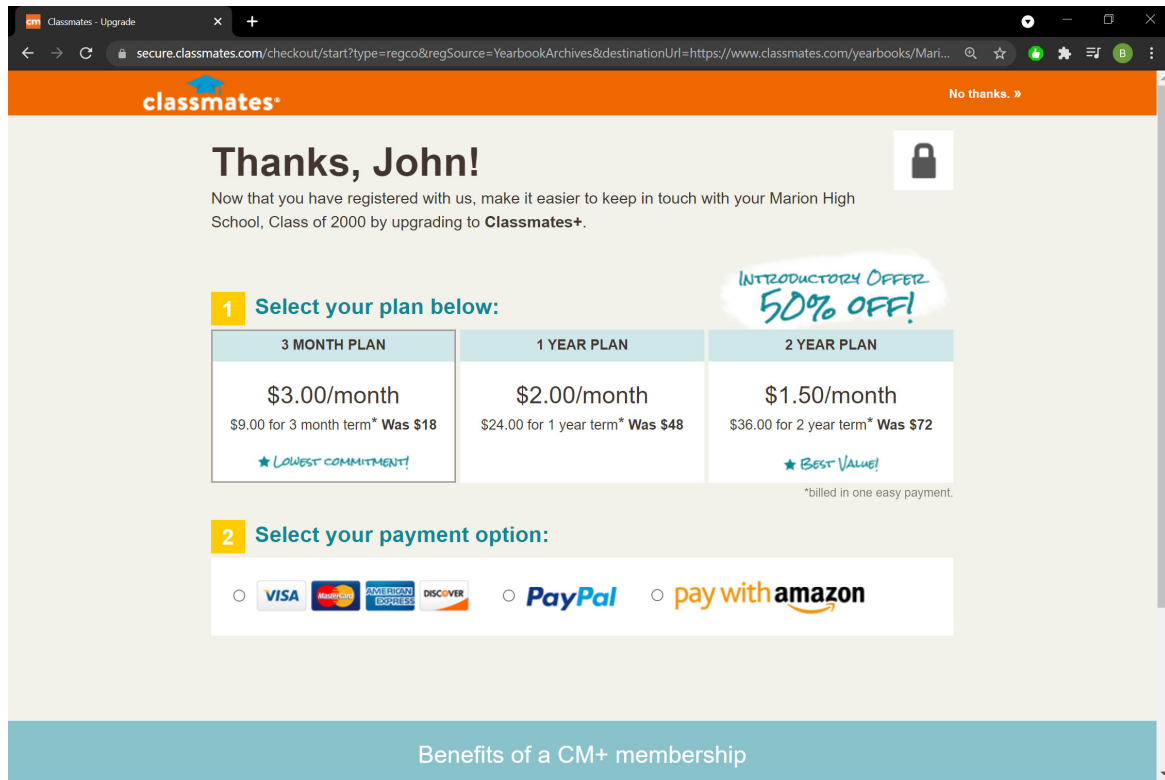 cm Classmates - Upgrade
secure.classmates.com/checkout/start?type=regco&regSource=YearbookArchives&destinationUrl=https://www.classmates.com/yearbooks/Mari...
B
classmates
No thanks. »
Thanks, John!
Now that you have registered with us, make it easier to keep in touch with your Marion High
School, Class of 2000 by upgrading to Classmates+.
INTRODUCTORY OFFER
50% OFF!
1 Select your plan below:
3 MONTH PLAN
$3.00/month
$9.00 for 3 month term* Was $18
★ LOWEST COMMITMENT!
1 YEAR PLAN
$2.00/month
$24.00 for 1 year term* Was $48
2 YEAR PLAN
$1.50/month
$36.00 for 2 year term* Was $72
★ BEST VALUE!
*billed in one easy payment.
2 Select your payment option:
VISA MasterCard AMERICAN EXPRESS DISCOVER PayPal pay with amazon
Benefits of a CM+ membership